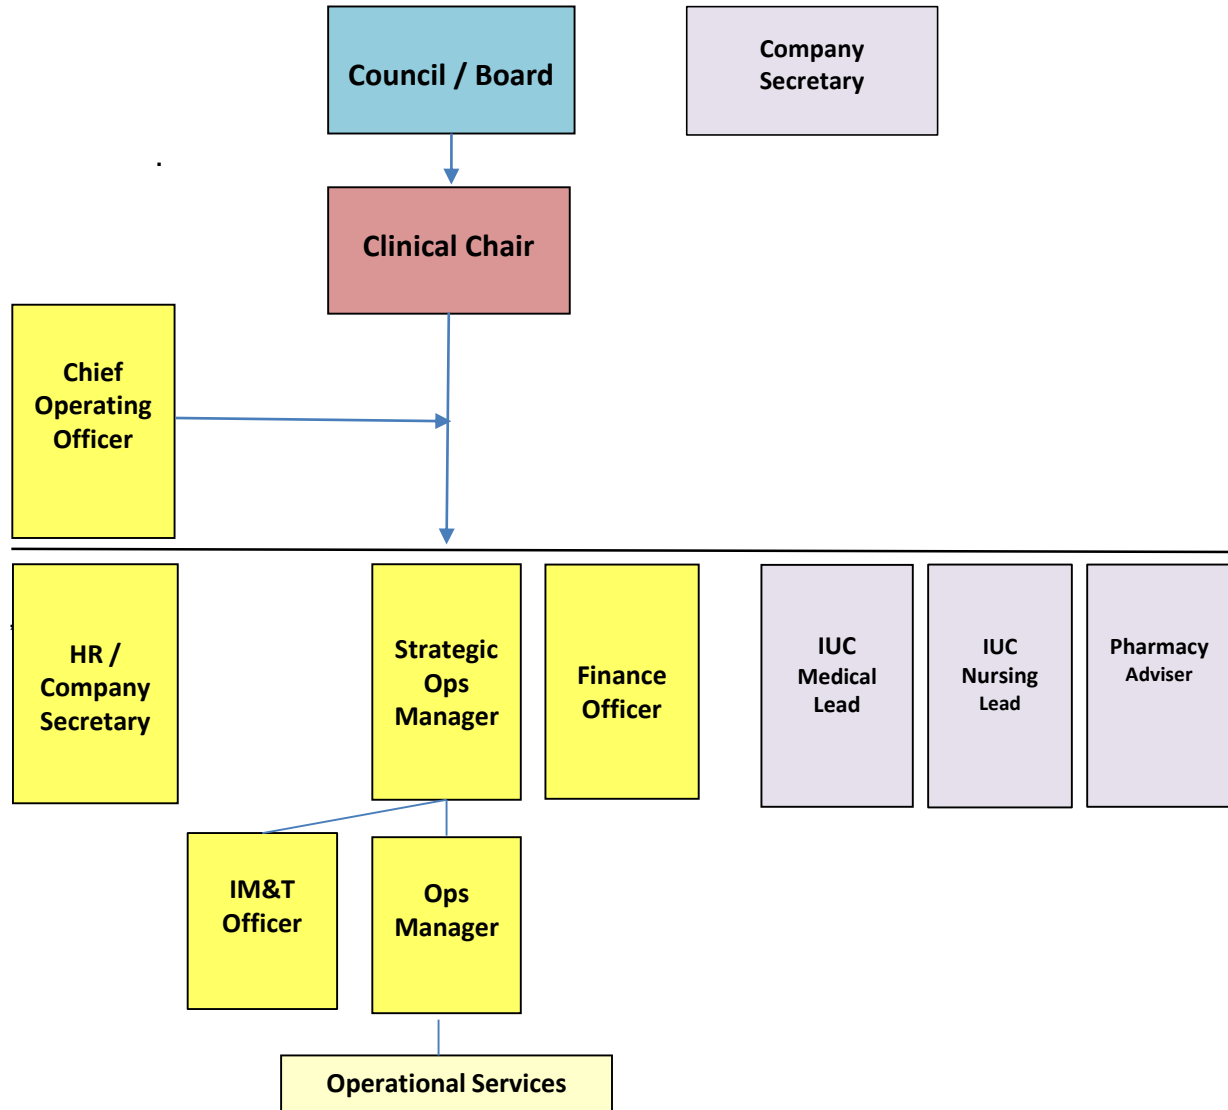 Council / Board
Company
Secretary
.
Clinical Chair
Chief
Operating
Officer
HR /
Company
Secretary
Strategic
Ops
Manager
Finance
Officer
IUC
Medical
Lead
IUC
Nursing
Lead
Pharmacy
Adviser
IM&T
Officer
Ops
Manager
Operational Services